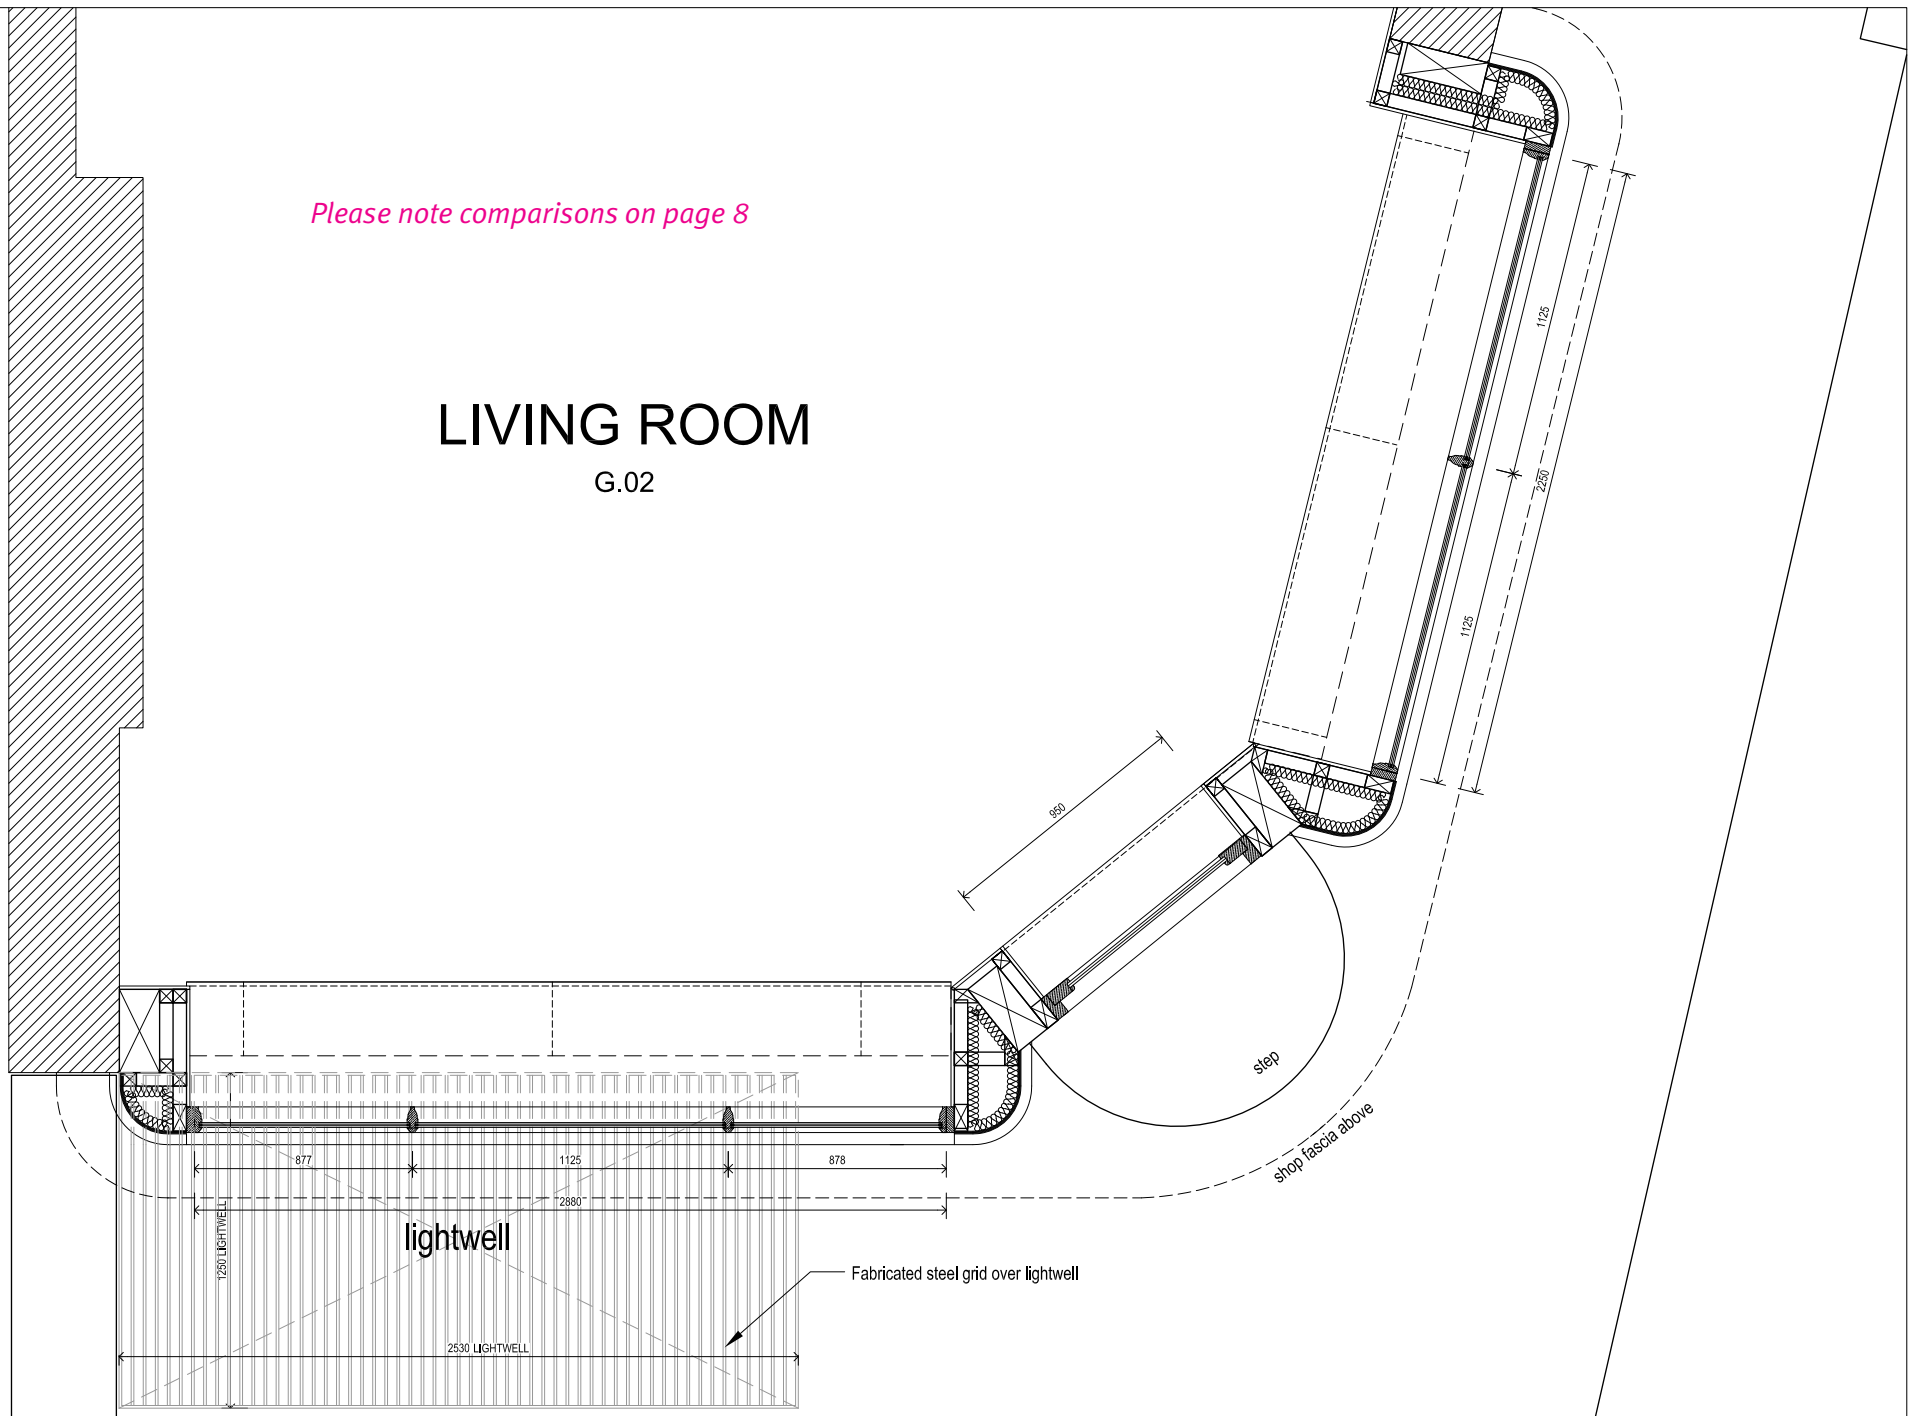 Please note comparisons on page 8
LIVING ROOM
G.02
1125
2250
1125
950
step
shop fascia above
877
1125
878
2880
1250 LIGHTWELL
lightwell
Fabricated steel grid over lightwell
2530 LIGHTWELL